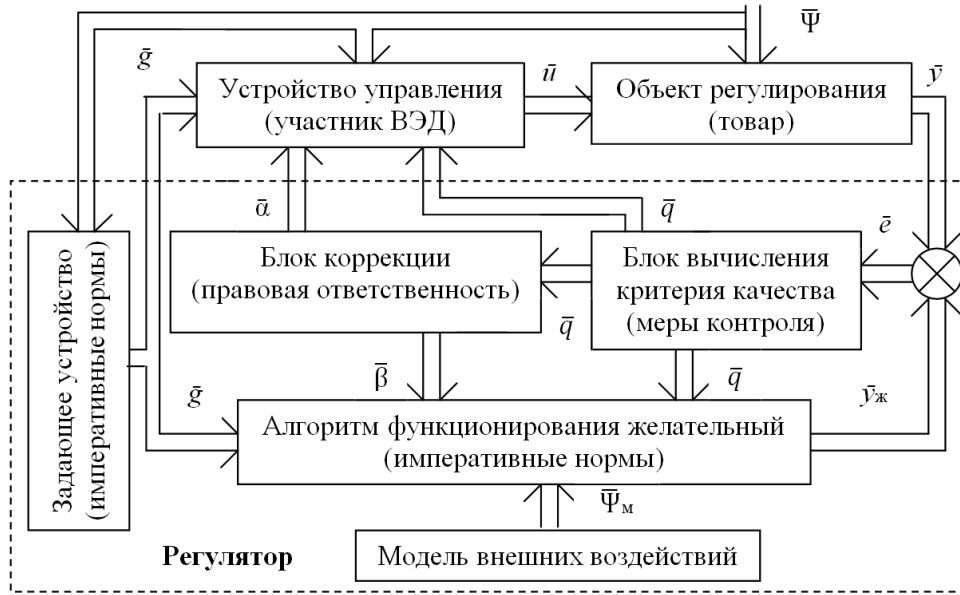 Ψ̅
g̅
Устройство управления
(участник ВЭД)
u̅
Объект регулирования
(товар)
y̅
Задающее устройство
(императивные нормы)
α̅
Блок коррекции
(правовая ответственность)
q̅
Блок вычисления
критерия качества
(меры контроля)
e̅
q̅
β̅
q̅
g̅
Алгоритм функционирования желательный
(императивные нормы)
y̅ж
Ψ̅м
Регулятор
Модель внешних воздействий